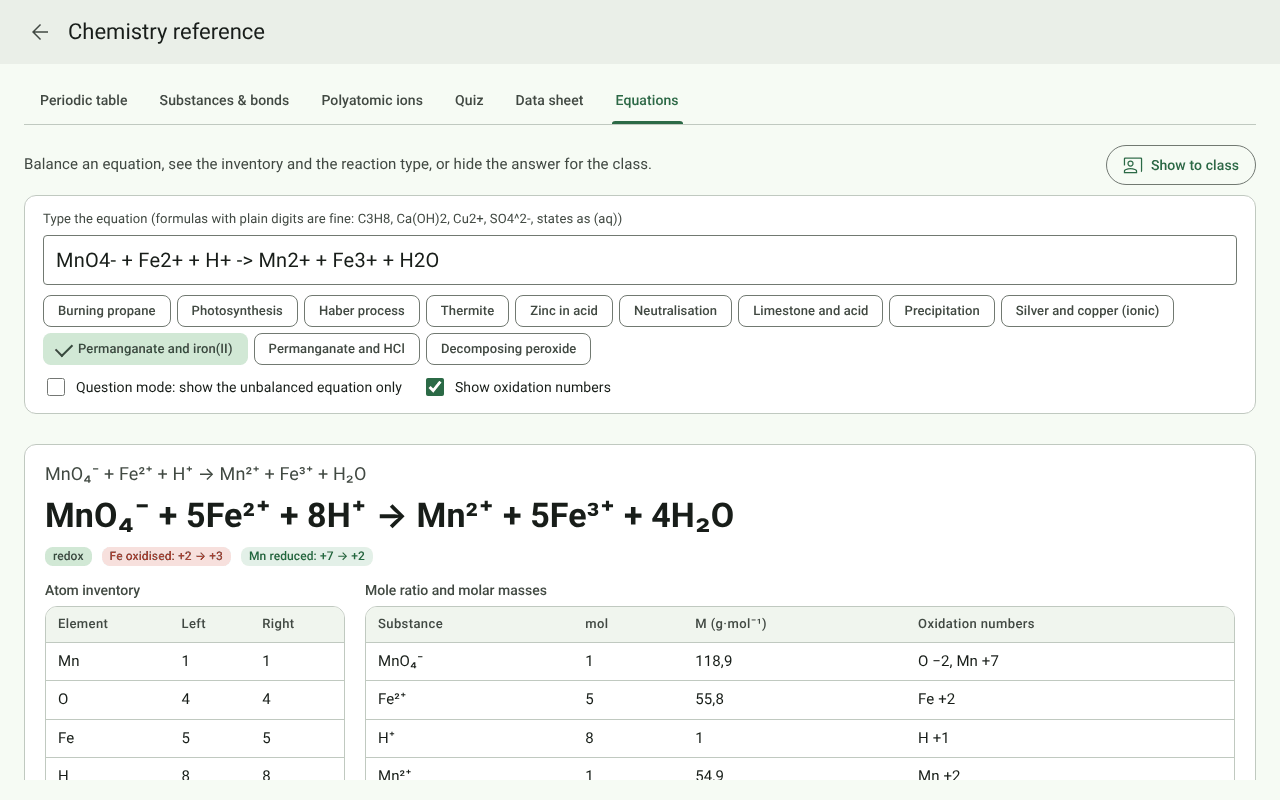 Chemistry reference
Periodic table Substances & bonds Polyatomic ions Quiz Data sheet Equations
Balance an equation, see the inventory and the reaction type, or hide the answer for the class.
Show to class
Type the equation (formulas with plain digits are fine: C3H8, Ca(OH)2, Cu2+, SO4^2-, states as (aq))
MnO4- + Fe2+ + H+ -> Mn2+ + Fe3+ + H2O
Burning propane Photosynthesis Haber process Thermite Zinc in acid Neutralisation Limestone and acid Precipitation Silver and copper (ionic)
Permanganate and iron(II) Permanganate and HCl Decomposing peroxide
Question mode: show the unbalanced equation only Show oxidation numbers
MnO₄⁻ + Fe²⁺ + H⁺ → Mn²⁺ + Fe³⁺ + H₂O
MnO₄⁻ + 5Fe²⁺ + 8H⁺ → Mn²⁺ + 5Fe³⁺ + 4H₂O
redox Fe oxidised: +2 → +3 Mn reduced: +7 → +2
Atom inventory
Element Left Right
Mn 1 1
O 4 4
Fe 5 5
H 8 8
Mole ratio and molar masses
Substance mol M (g·mol⁻¹) Oxidation numbers
MnO₄⁻ 1 118,9 O −2, Mn +7
Fe²⁺ 5 55,8 Fe +2
H⁺ 8 1 H +1
Mn²⁺ 1 54,9 Mn +2